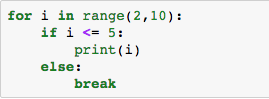 for i in range(2,10):
    if i <= 5:
        print(i)
    else:
        break